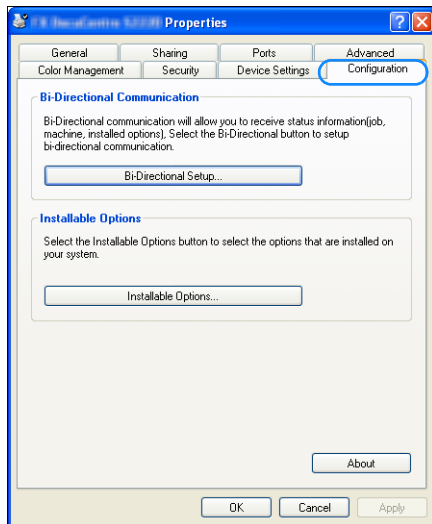 Properties
General Sharing Ports Advanced
Color Management Security Device Settings Configuration
Bi-Directional Communication
Bi-Directional communication will allow you to receive status information(job,
machine, installed options), Select the Bi-Directional button to setup
bi-directional communication.
Bi-Directional Setup...
Installable Options
Select the Installable Options button to select the options that are installed on
your system.
Installable Options...
About
OK Cancel Apply